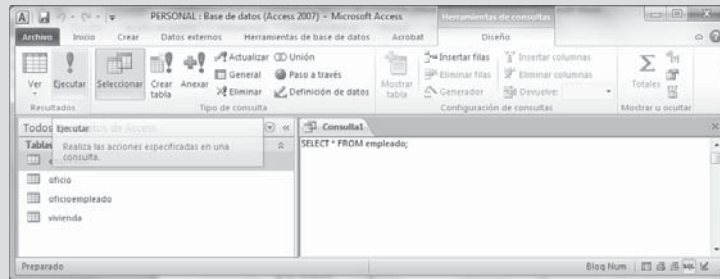 PERSONAL : Base de datos (Access 2007) - Microsoft Access
Herramientas de consultas
Archivo Inicio Crear Datos externos Herramientas de base de datos Acrobat Diseño
Ver
Ejecutar
Seleccionar
Crear tabla
Anexar
Actualizar
General
Eliminar
Unión
Paso a través
Definición de datos
Mostrar tabla
Insertar filas
Eliminar filas
Generador
Insertar columnas
Eliminar columnas
Devuelve:
Totales
Resultados
Tipo de consulta
Configuración de consultas
Mostrar u ocultar
Todos
Ejecutar
de Access
Realiza las acciones especificadas en una
consulta.
Tablas
oficio
oficioempleado
vivienda
Consulta1
SELECT * FROM empleado;
Preparado
Bloq Num
SQL